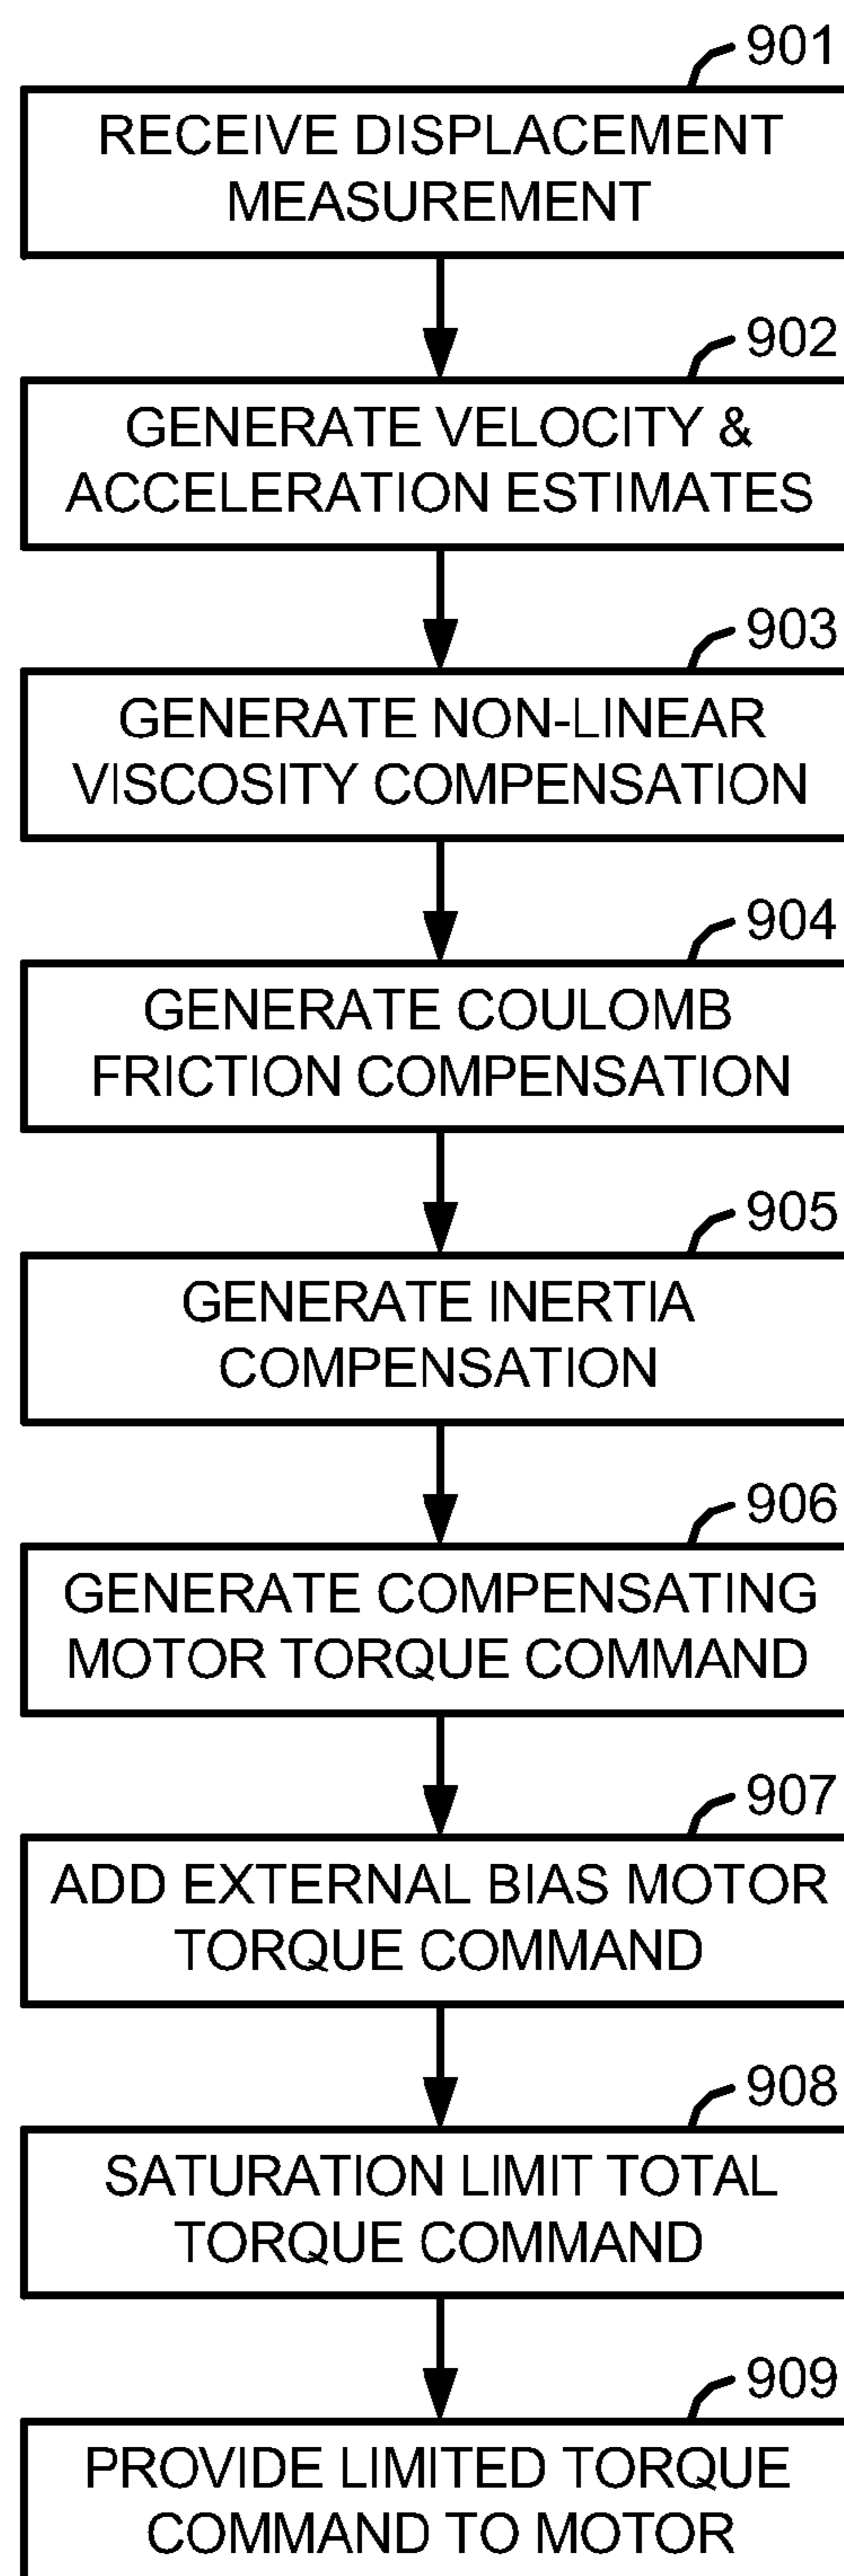 901
RECEIVE DISPLACEMENT
MEASUREMENT
902
GENERATE VELOCITY &
ACCELERATION ESTIMATES
903
GENERATE NON-LINEAR
VISCOSITY COMPENSATION
904
GENERATE COULOMB
FRICTION COMPENSATION
905
GENERATE INERTIA
COMPENSATION
906
GENERATE COMPENSATING
MOTOR TORQUE COMMAND
907
ADD EXTERNAL BIAS MOTOR
TORQUE COMMAND
908
SATURATION LIMIT TOTAL
TORQUE COMMAND
909
PROVIDE LIMITED TORQUE
COMMAND TO MOTOR